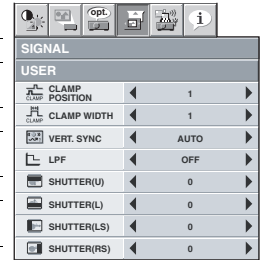 opt.
i
SIGNAL
USER
CLAMP CLAMP POSITION 1
CLAMP CLAMP WIDTH 1
VERT. SYNC AUTO
LPF OFF
SHUTTER(U) 0
SHUTTER(L) 0
SHUTTER(LS) 0
SHUTTER(RS) 0